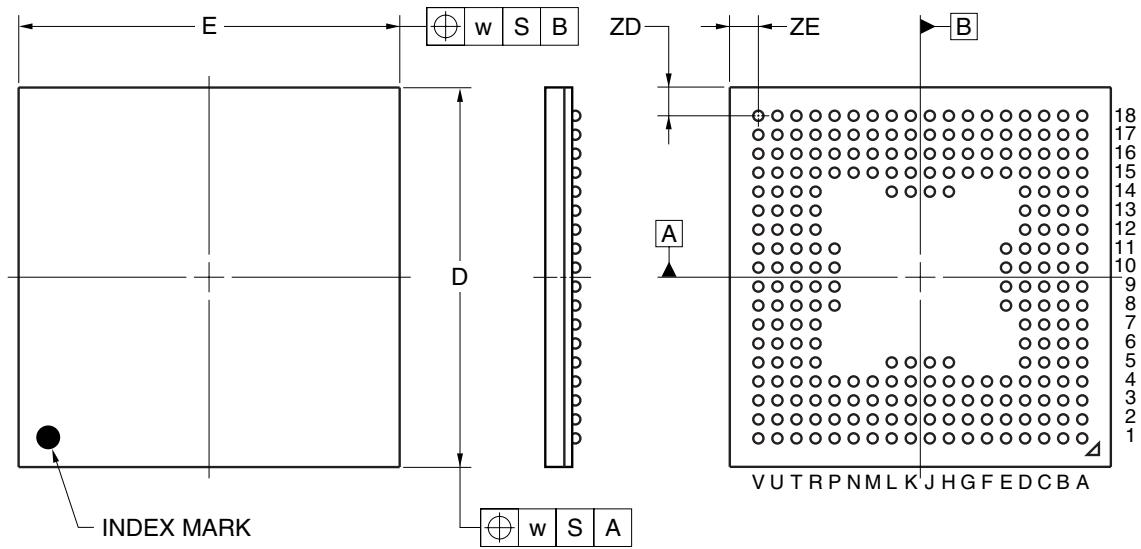 E
⌖ w S B
ZD
ZE
B
D
A
18
17
16
15
14
13
12
11
10
9
8
7
6
5
4
3
2
1
V U T R P N M L K J H G F E D C B A
INDEX MARK
⌖ w S A